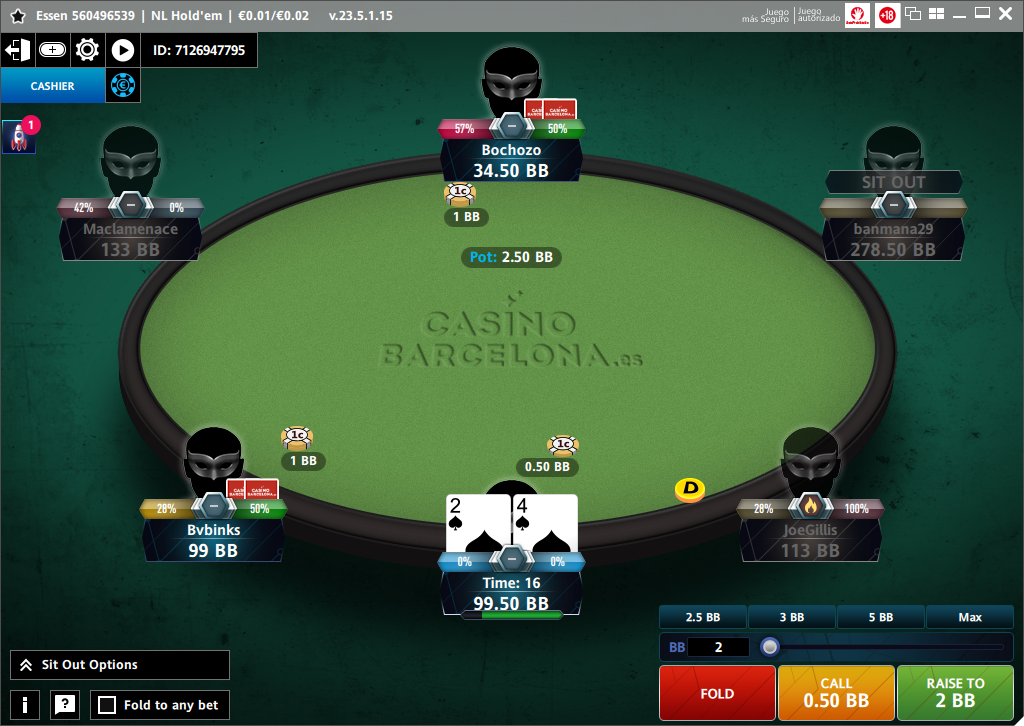 Essen 560496539 | NL Hold'em | €0.01/€0.02 v.23.5.1.15
Juego más Seguro
Juego autorizado
+18
ID: 7126947795
CASHIER
1
57% 50%
Bochozo
34.50 BB
1c
1 BB
42% 0%
Maclamenace
133 BB
SIT OUT
banmana29
278.50 BB
Pot: 2.50 BB
CASINO
BARCELONA.es
1c
1 BB
1c
0.50 BB
D
28% 50%
Bvbinks
99 BB
2 4
0% 0%
Time: 16
99.50 BB
28% 100%
JoeGillis
113 BB
2.5 BB 3 BB 5 BB Max
BB 2
Sit Out Options
Fold to any bet
FOLD
CALL
0.50 BB
RAISE TO
2 BB